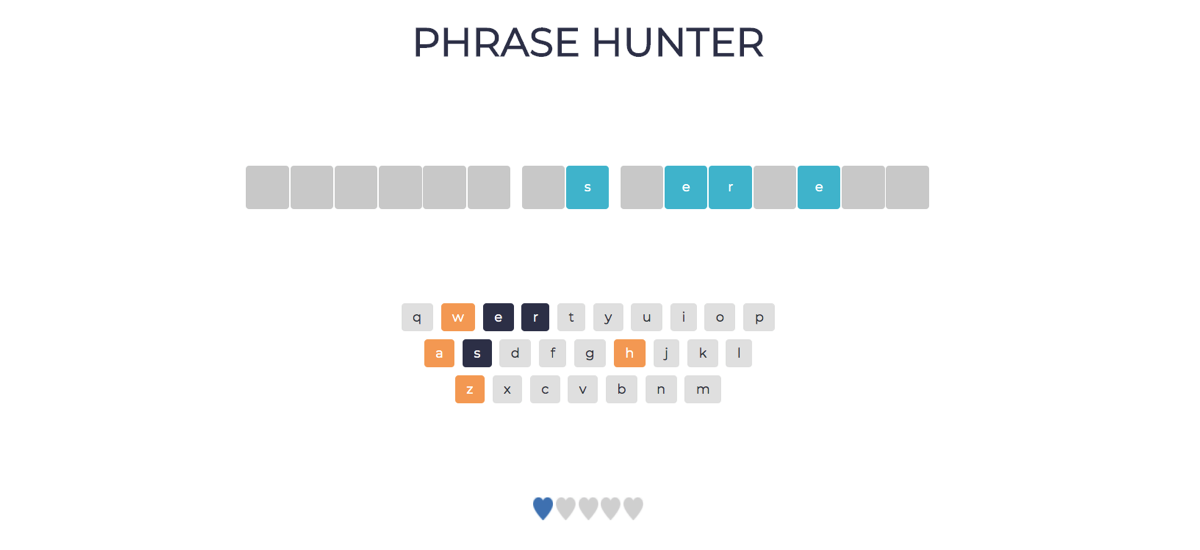 PHRASE HUNTER
s e r e
q w e r t y u i o p
a s d f g h j k l
z x c v b n m